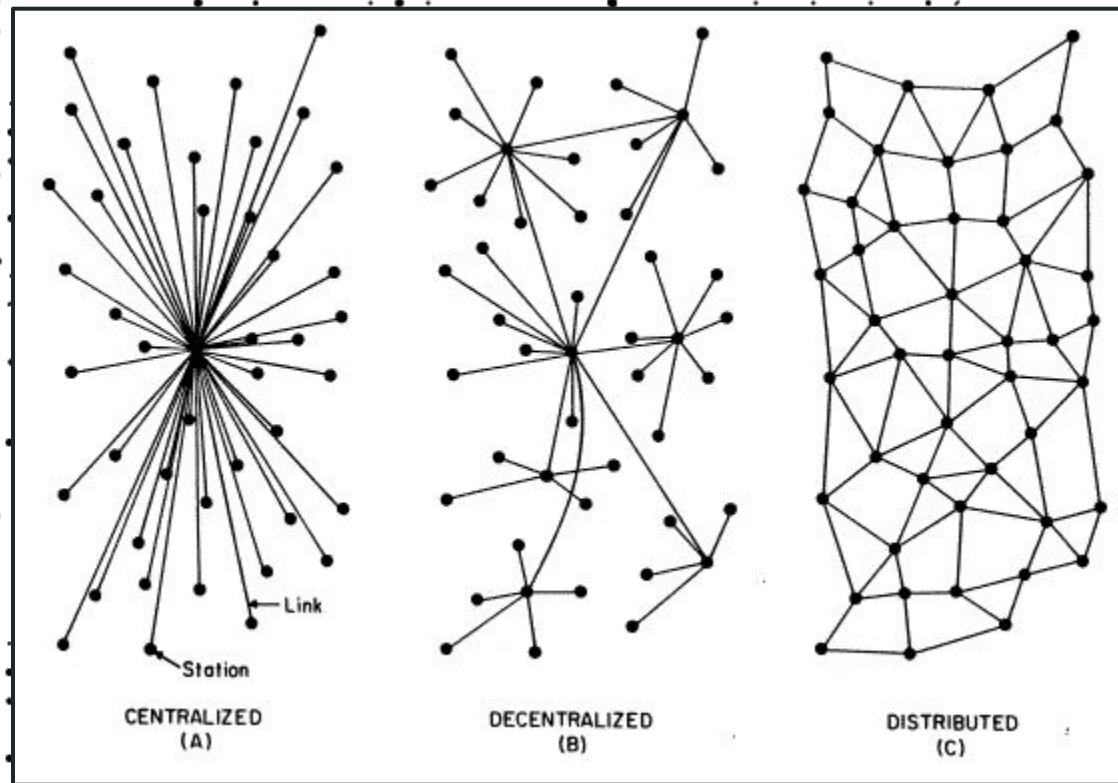 Link
Station
CENTRALIZED
(A)
DECENTRALIZED
(B)
DISTRIBUTED
(C)